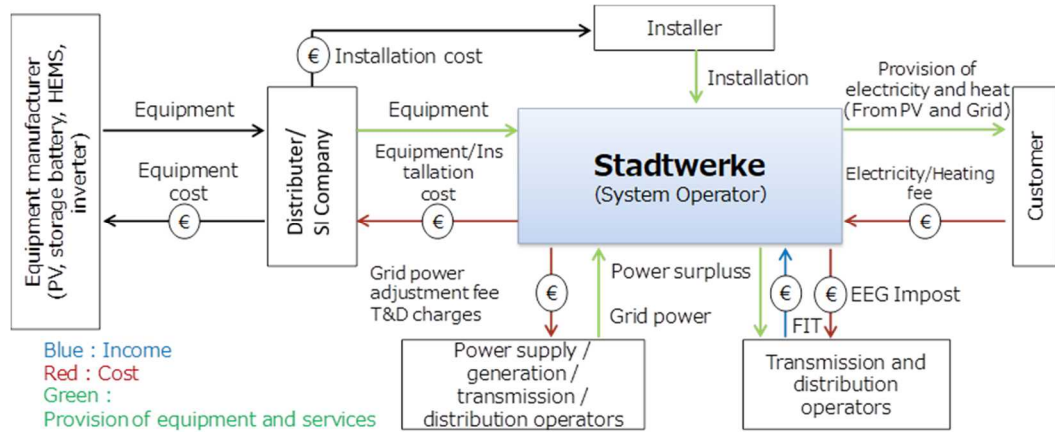 Equipment manufacturer
(PV, storage battery, HEMS,
inverter)
Equipment
Equipment
cost
€
Distributer/
SI Company
€
Installation cost
Installer
Installation
Equipment
Equipment/Ins
tallation
cost
€
Stadtwerke
(System Operator)
Provision of
electricity and heat
(From PV and Grid)
Electricity/Heating
fee
€
Customer
Grid power
adjustment fee
T&D charges
€
Grid power
Power surpluss
€
FIT
€
EEG Impost
Power supply /
generation /
transmission /
distribution operators
Transmission and
distribution
operators
Blue : Income
Red : Cost
Green :
Provision of equipment and services